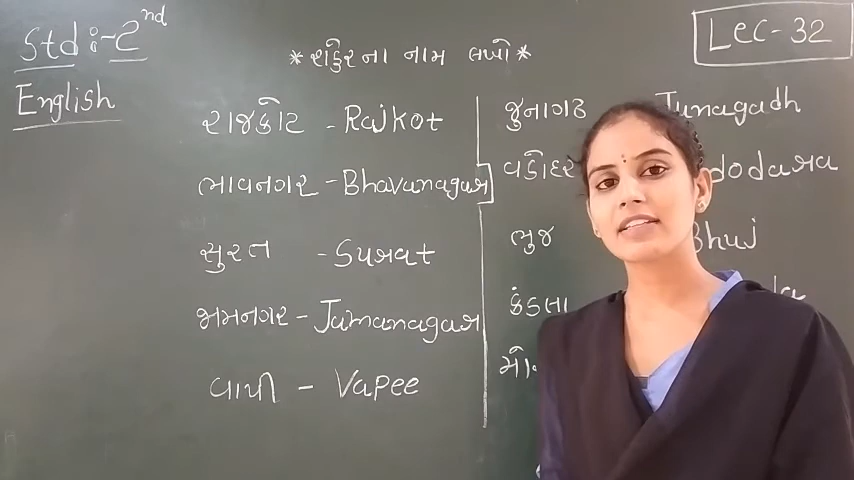 Std :- 2nd
English
Lec - 32
* શહેરના નામ લખો *
રાજકોટ - Rajkot
ભાવનગર - Bhavanagar
સુરત - Surat
જામનગર - Jamanagar
વાપી - Vapee
જુનાગઢ Junagadh
વડોદર dodara
ભુજ Bhuj
કંડલા